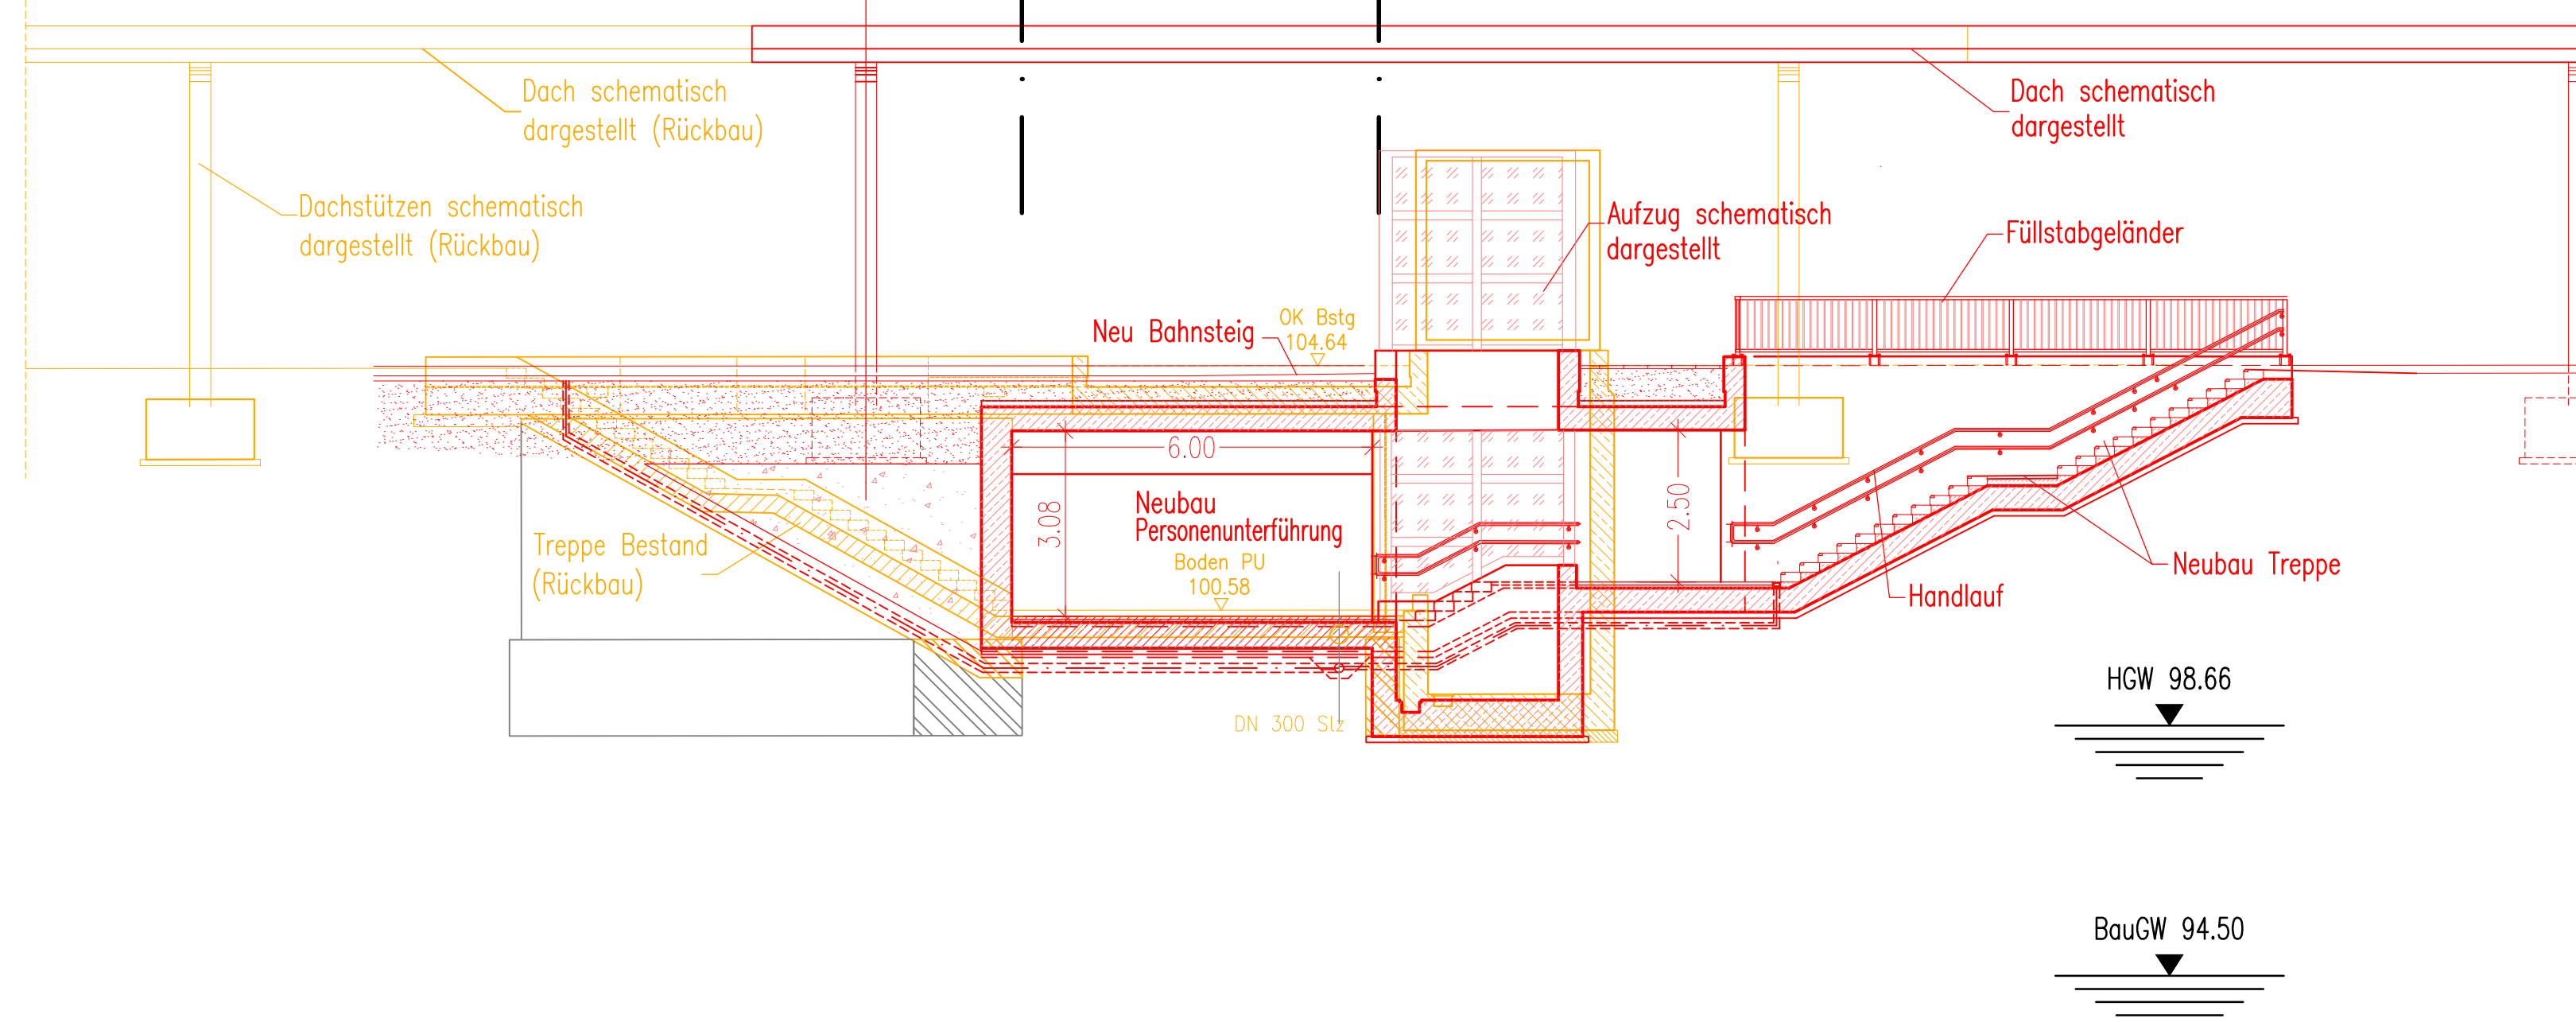 Dach schematisch
dargestellt (Rückbau)
Dach schematisch
dargestellt
Dachstützen schematisch
dargestellt (Rückbau)
Aufzug schematisch
dargestellt
Füllstabgeländer
Neu Bahnsteig
OK Bstg
104.64
6.00
3.08
2.50
Neubau
Personenunterführung
Boden PU
100.58
Treppe Bestand
(Rückbau)
Neubau Treppe
Handlauf
DN 300 Stz
HGW 98.66
BauGW 94.50